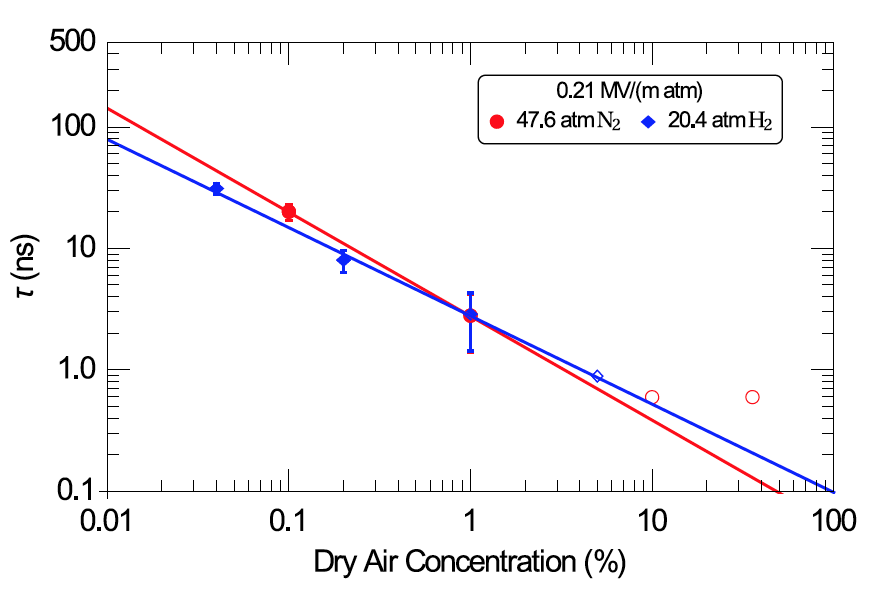 500
100
10
1.0
0.1
τ (ns)
0.21 MV/(m atm)
47.6 atm N₂ 20.4 atm H₂
0.01 0.1 1 10 100
Dry Air Concentration (%)